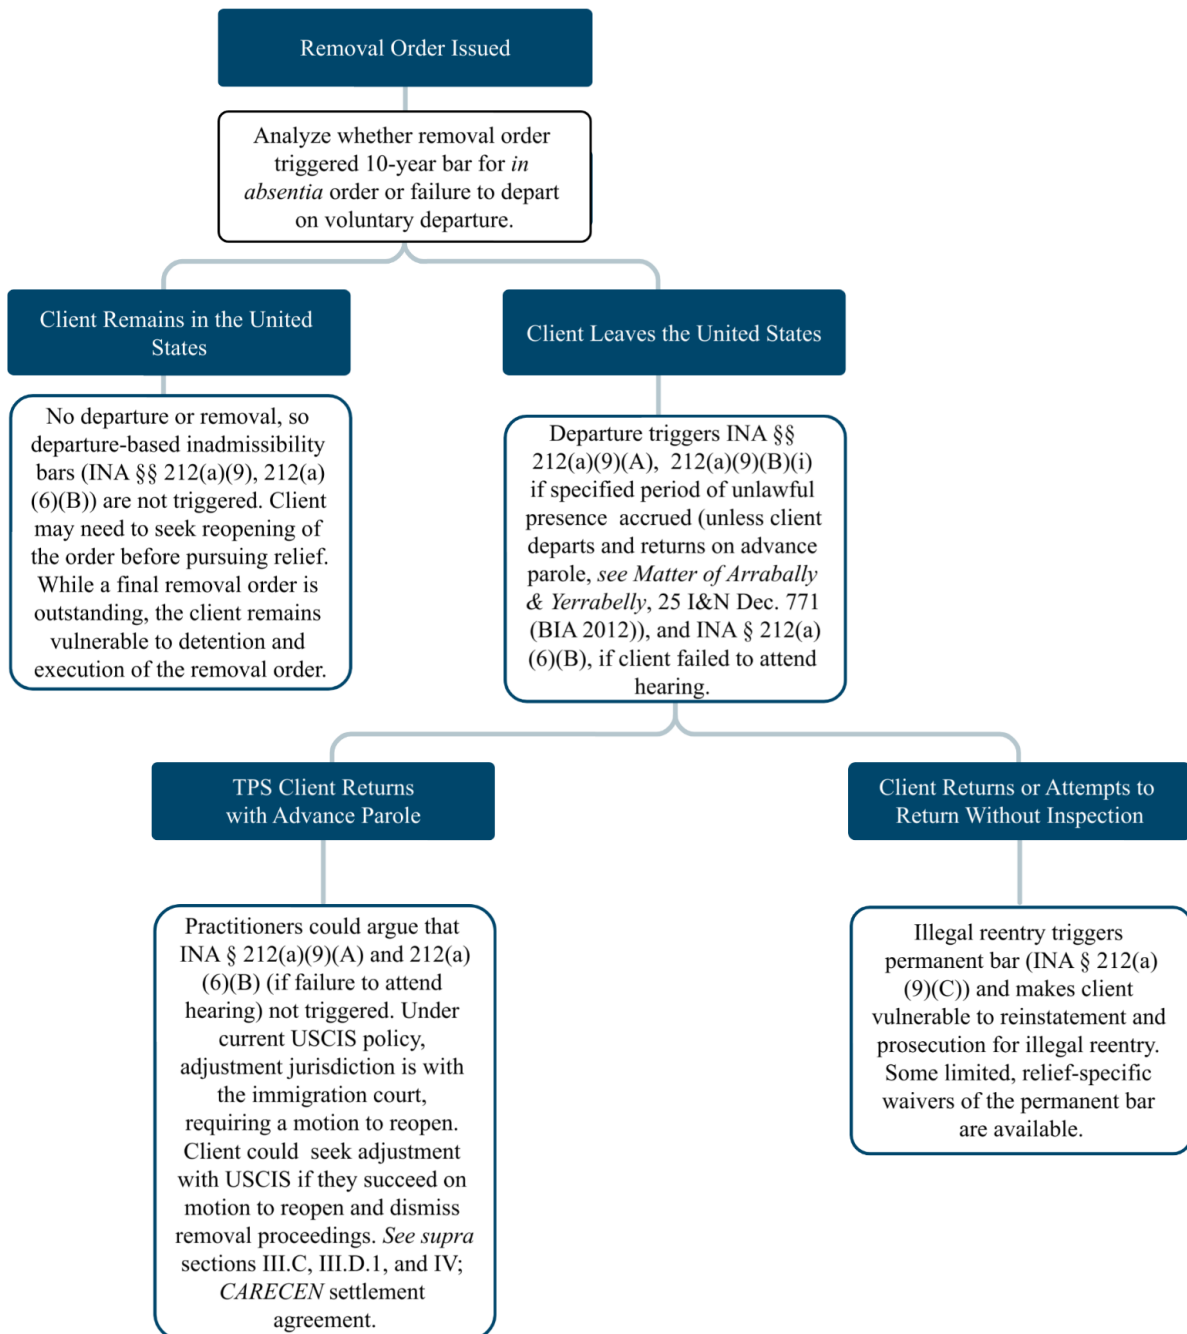 Removal Order Issued
Analyze whether removal order
triggered 10-year bar for in
absentia order or failure to depart
on voluntary departure.
Client Remains in the United
States
No departure or removal, so
departure-based inadmissibility
bars (INA §§ 212(a)(9), 212(a)
(6)(B)) are not triggered. Client
may need to seek reopening of
the order before pursuing relief.
While a final removal order is
outstanding, the client remains
vulnerable to detention and
execution of the removal order.
Client Leaves the United States
Departure triggers INA §§
212(a)(9)(A), 212(a)(9)(B)(i)
if specified period of unlawful
presence accrued (unless client
departs and returns on advance
parole, see Matter of Arrabally
& Yerrabelly, 25 I&N Dec. 771
(BIA 2012)), and INA § 212(a)
(6)(B), if client failed to attend
hearing.
TPS Client Returns
with Advance Parole
Practitioners could argue that
INA § 212(a)(9)(A) and 212(a)
(6)(B) (if failure to attend
hearing) not triggered. Under
current USCIS policy,
adjustment jurisdiction is with
the immigration court,
requiring a motion to reopen.
Client could seek adjustment
with USCIS if they succeed on
motion to reopen and dismiss
removal proceedings. See supra
sections III.C, III.D.1, and IV;
CARECEN settlement
agreement.
Client Returns or Attempts to
Return Without Inspection
Illegal reentry triggers
permanent bar (INA § 212(a)
(9)(C)) and makes client
vulnerable to reinstatement and
prosecution for illegal reentry.
Some limited, relief-specific
waivers of the permanent bar
are available.